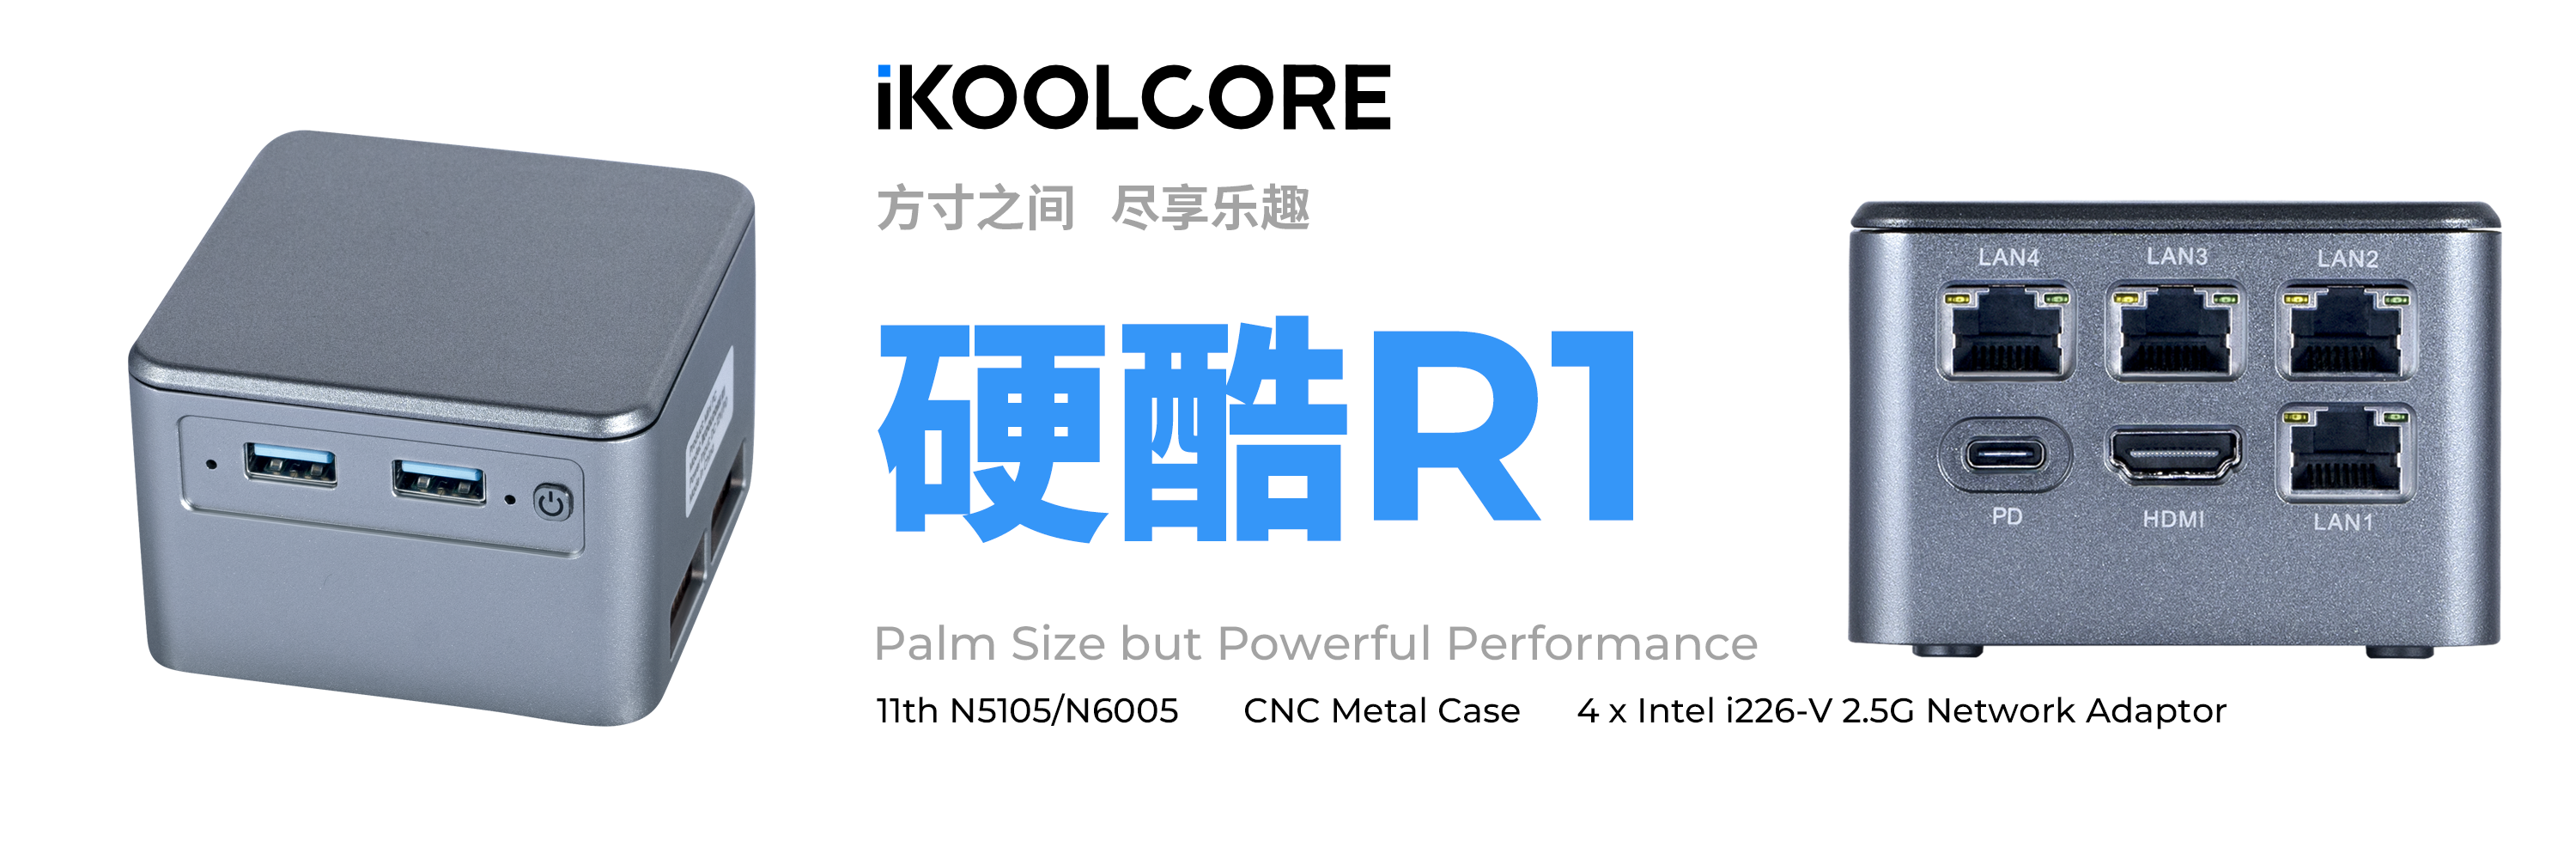 iKOOLCORE
方寸之间 尽享乐趣
硬酷R1
Palm Size but Powerful Performance
11th N5105/N6005 CNC Metal Case 4 x Intel i226-V 2.5G Network Adaptor
LAN4 LAN3 LAN2
PD HDMI LAN1